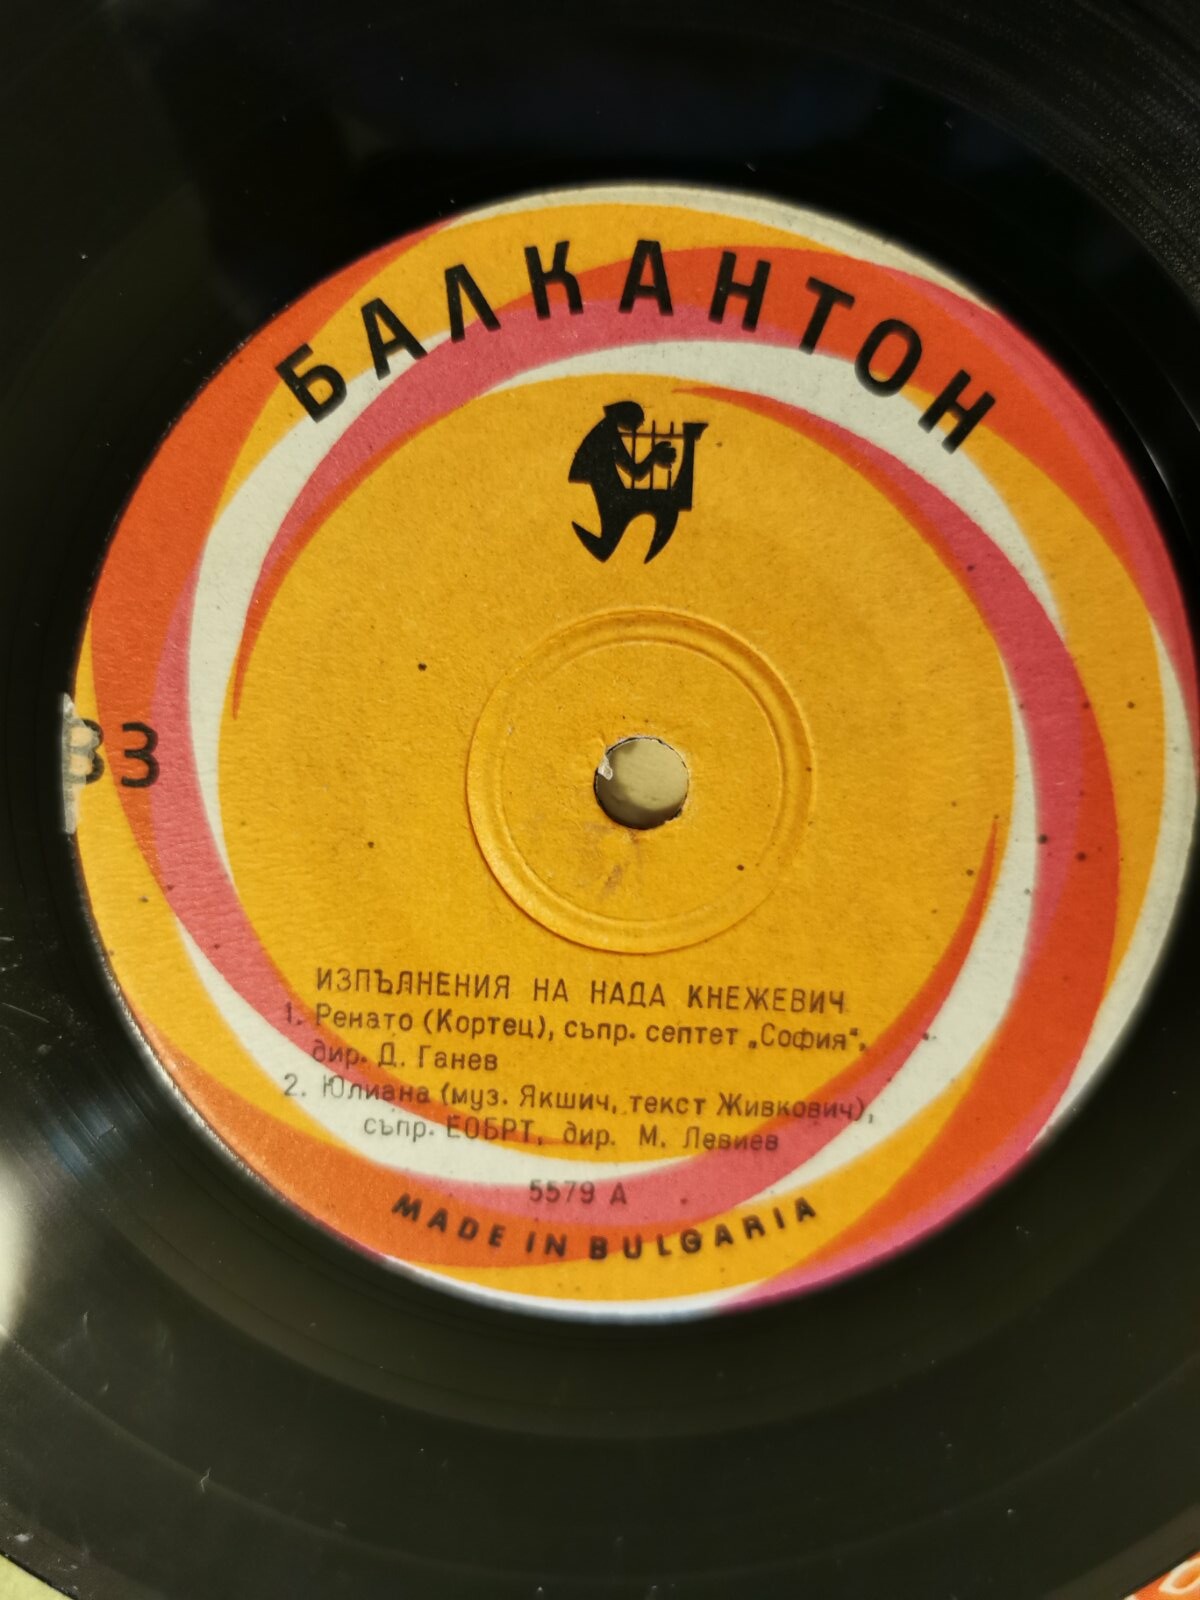 БАЛКАНТОН
33
ИЗПЪЛНЕНИЯ НА НАДА КНЕЖЕВИЧ
1. Ренато (Кортец), съпр. септет „София“,
дир. Д. Ганев
2. Юлиана (муз. Якшич, текст Живкович),
съпр. ЕОБРТ, дир. М. Левиев
5579 А
MADE IN BULGARIA